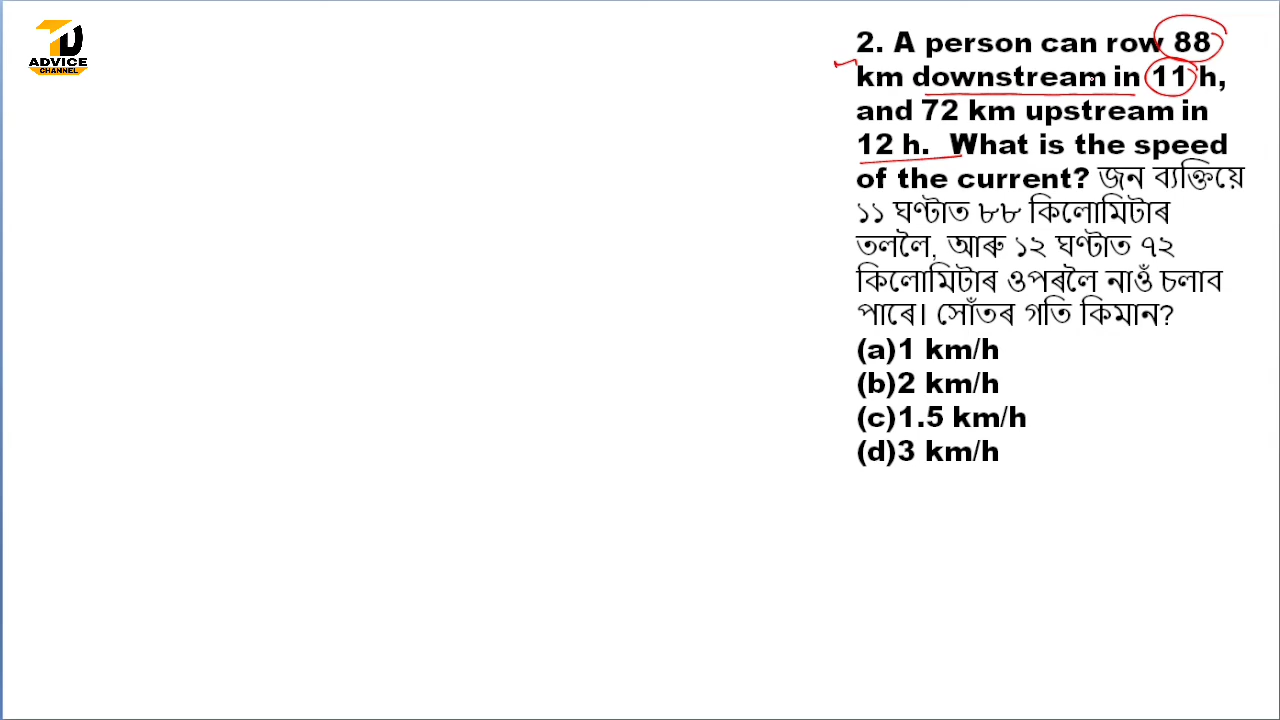 TD
ADVICE
CHANNEL
2. A person can row 88
km downstream in 11 h,
and 72 km upstream in
12 h.  What is the speed
of the current? জন ব্যক্তিয়ে
১১ ঘণ্টাত ৮৮ কিলোমিটাৰ
তললৈ, আৰু ১২ ঘণ্টাত ৭২
কিলোমিটাৰ ওপৰলৈ নাওঁ চলাব
পাৰে। সোঁতৰ গতি কিমান?
(a)1 km/h
(b)2 km/h
(c)1.5 km/h
(d)3 km/h